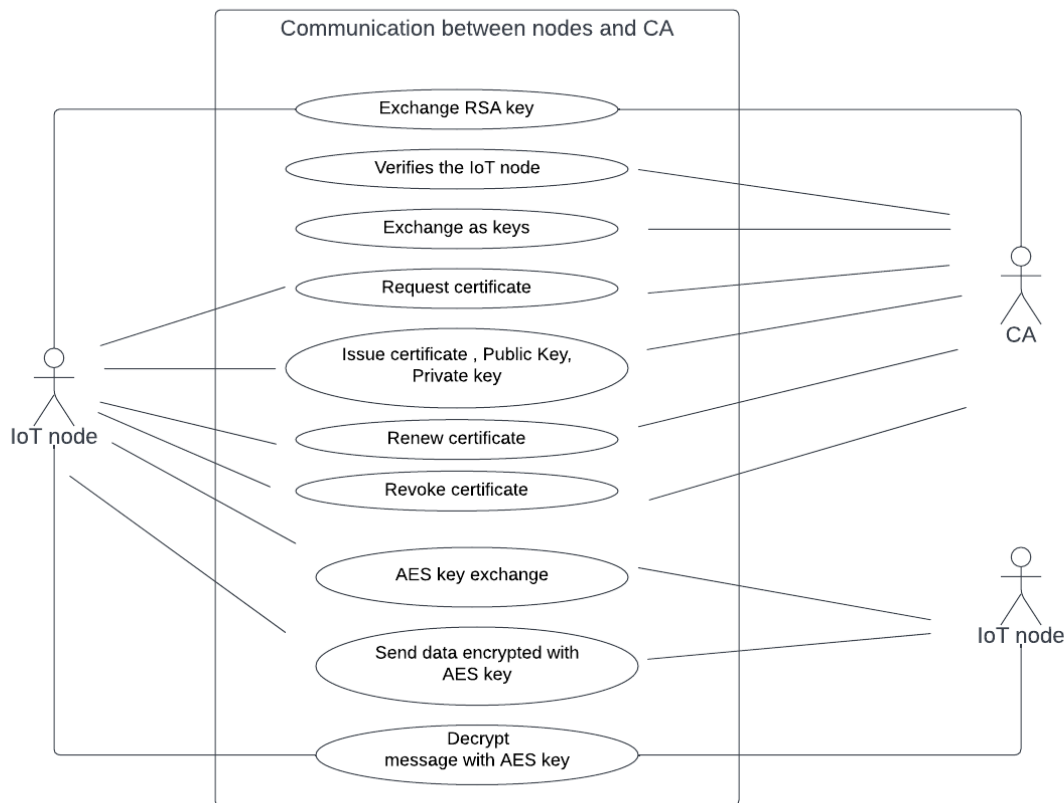 Communication between nodes and CA
Exchange RSA key
Verifies the IoT node
Exchange as keys
Request certificate
CA
Issue certificate , Public Key,
Private key
IoT node
Renew certificate
Revoke certificate
AES key exchange
IoT node
Send data encrypted with
AES key
Decrypt
message with AES key